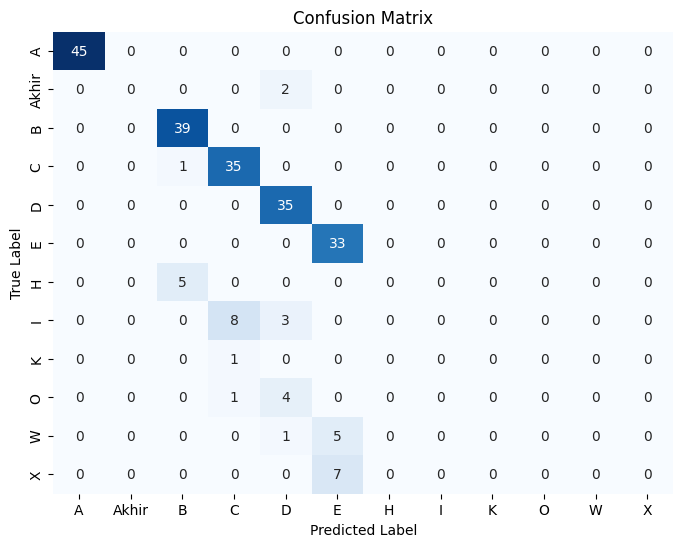 Confusion Matrix
A 45 0 0 0 0 0 0 0 0 0 0 0
Akhir 0 0 0 0 2 0 0 0 0 0 0 0
B 0 0 39 0 0 0 0 0 0 0 0 0
C 0 0 1 35 0 0 0 0 0 0 0 0
D 0 0 0 0 35 0 0 0 0 0 0 0
E 0 0 0 0 0 33 0 0 0 0 0 0
H 0 0 5 0 0 0 0 0 0 0 0 0
I 0 0 0 8 3 0 0 0 0 0 0 0
K 0 0 0 1 0 0 0 0 0 0 0 0
O 0 0 0 1 4 0 0 0 0 0 0 0
W 0 0 0 0 1 5 0 0 0 0 0 0
X 0 0 0 0 0 7 0 0 0 0 0 0
A Akhir B C D E H I K O W X
True Label
Predicted Label